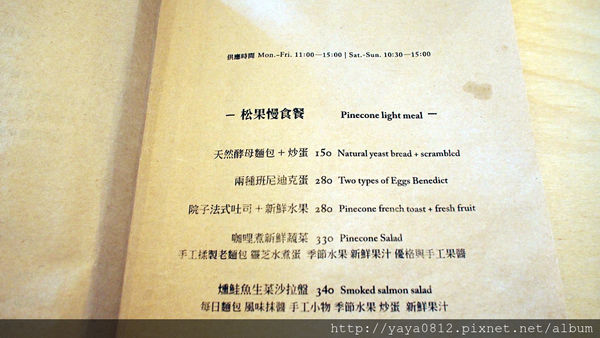 供應時間 Mon.-Fri. 11:00—15:00 | Sat.-Sun. 10:30—15:00
— 松果慢食餐 Pinecone light meal —
天然酵母麵包 + 炒蛋 150 Natural yeast bread + scrambled
兩種班尼迪克蛋 280 Two types of Eggs Benedict
院子法式吐司 + 新鮮水果 280 Pinecone french toast + fresh fruit
咖哩煮新鮮蔬菜 330 Pinecone Salad
手工揉製老麵包 靈芝水煮蛋 季節水果 新鮮果汁 優格與手工果醬
燻鮭魚生菜沙拉盤 340 Smoked salmon salad
每日麵包 風味抹醬 手工小物 季節水果 炒蛋 新鮮果汁
http://yaya0812.pixnet.net/album